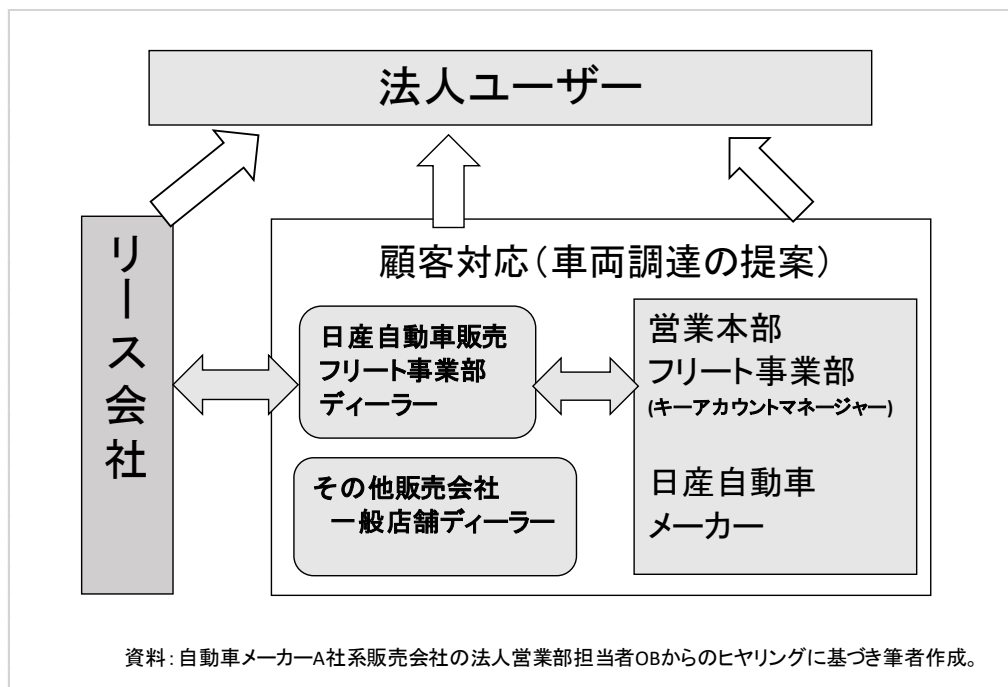 法人ユーザー
リース会社
顧客対応（車両調達の提案）
日産自動車販売
フリート事業部
ディーラー
営業本部
フリート事業部
(キーアカウントマネージャー)
日産自動車
メーカー
その他販売会社
一般店舗ディーラー
資料：自動車メーカーA社系販売会社の法人営業部担当者OBからのヒヤリングに基づき筆者作成。